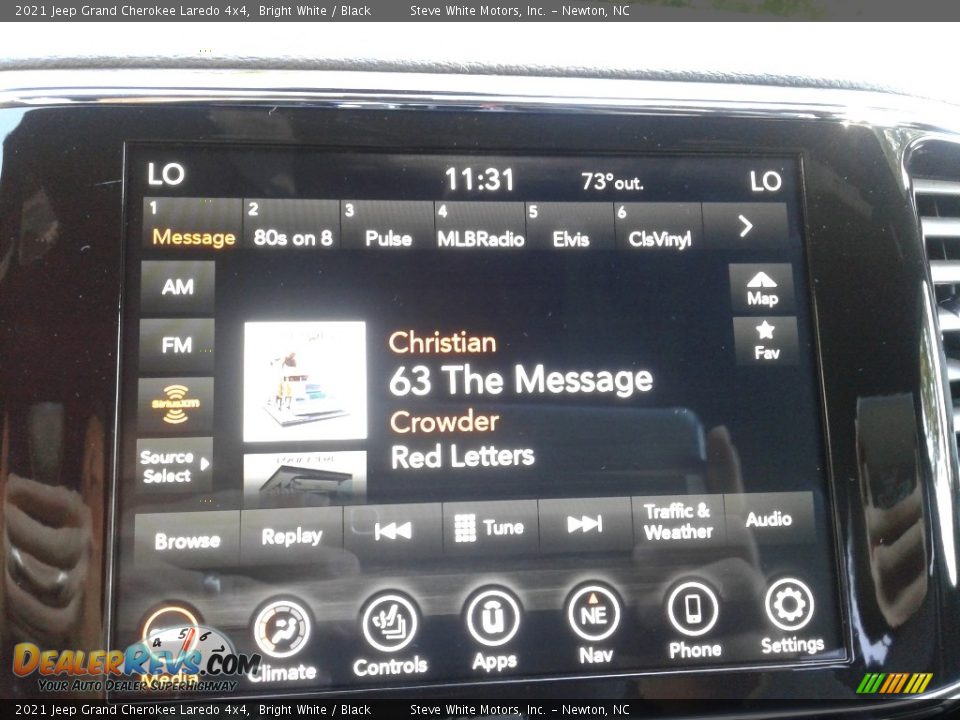 2021 Jeep Grand Cherokee Laredo 4x4, Bright White / Black Steve White Motors, Inc. – Newton, NC
LO 11:31 73°out. LO
1 2 3 4 5 6
Message 80s on 8 Pulse MLBRadio Elvis ClsVinyl
AM
Map
FM
Fav
SiriusXM
Source Select
Christian
63 The Message
Crowder
Red Letters
Browse Replay Tune Traffic & Weather Audio
NE
Media Climate Controls Apps Nav Phone Settings
4 5 6
DealerRevs.com
Your Auto Dealer SuperHighway
2021 Jeep Grand Cherokee Laredo 4x4, Bright White / Black Steve White Motors, Inc. – Newton, NC